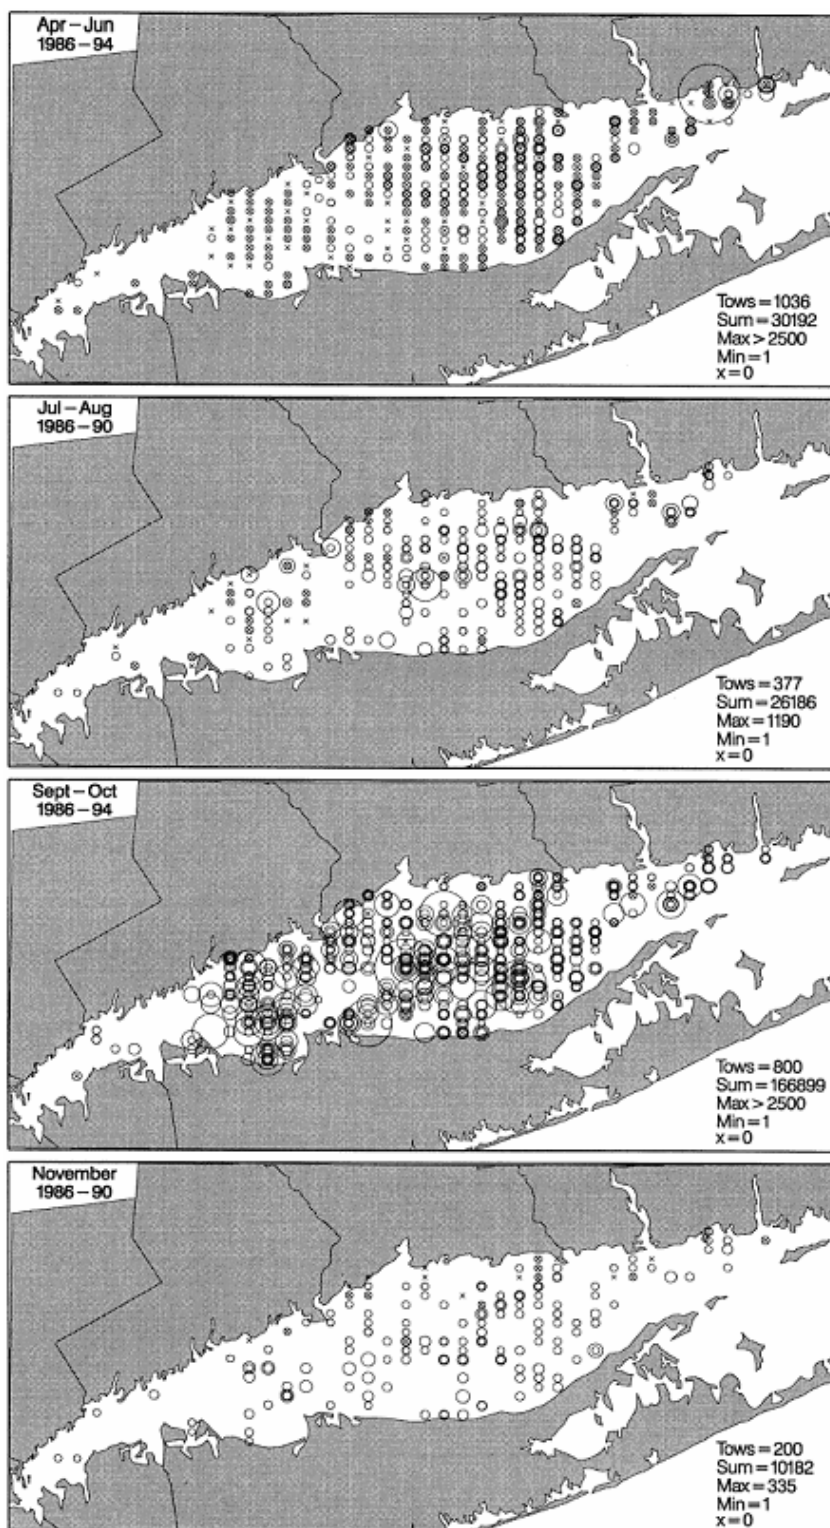 Apr–Jun
1986–94
Tows=1036
Sum=30192
Max>2500
Min=1
x=0
Jul–Aug
1986–90
Tows=377
Sum=26186
Max=1190
Min=1
x=0
Sept–Oct
1986–94
Tows=800
Sum=166899
Max>2500
Min=1
x=0
November
1986–90
Tows=200
Sum=10182
Max=335
Min=1
x=0